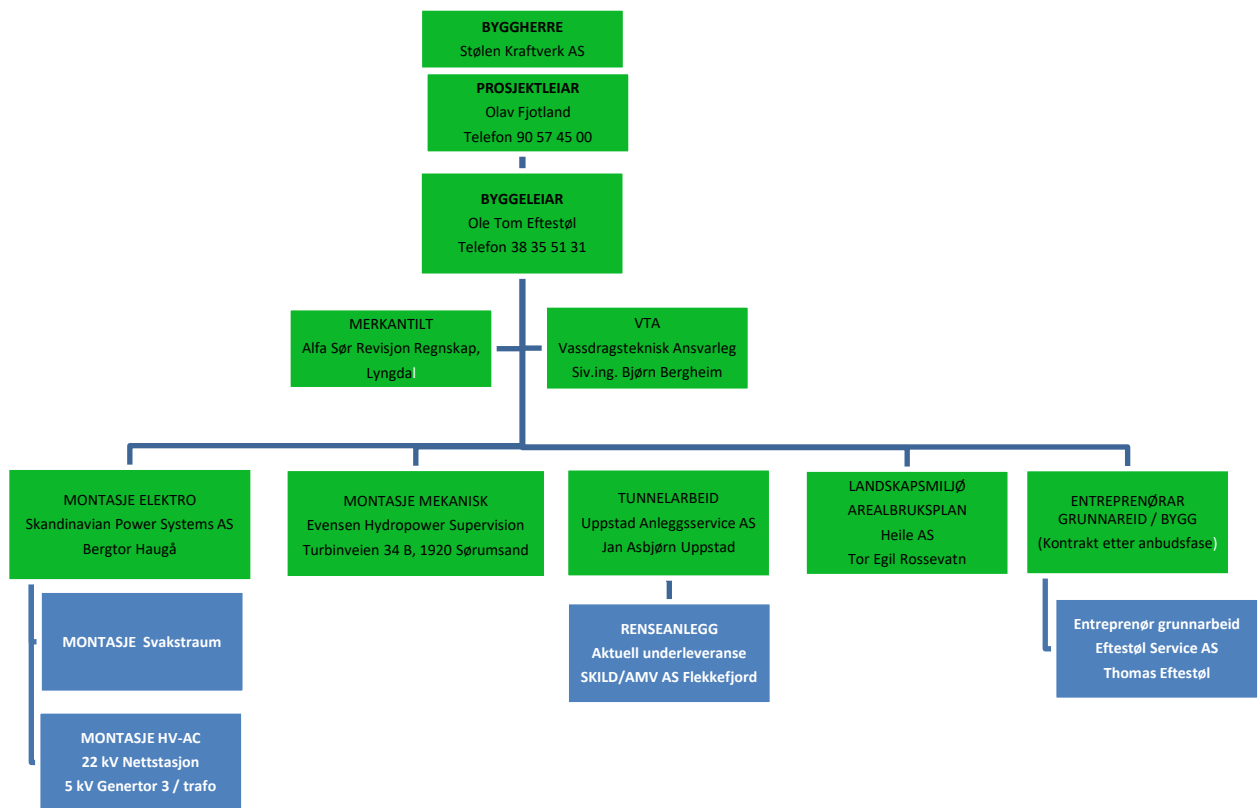 BYGGHERRE
Stølen Kraftverk AS
PROSJEKTLEIAR
Olav Fjotland
Telefon 90 57 45 00
BYGGELEIAR
Ole Tom Eftestøl
Telefon 38 35 51 31
MERKANTILT
Alfa Sør Revisjon Regnskap,
Lyngdal
VTA
Vassdragsteknisk Ansvarleg
Siv.ing. Bjørn Bergheim
MONTASJE ELEKTRO
Skandinavian Power Systems AS
Bergtor Haugå
MONTASJE MEKANISK
Evensen Hydropower Supervision
Turbinveien 34 B, 1920 Sørumsand
TUNNELARBEID
Uppstad Anleggsservice AS
Jan Asbjørn Uppstad
LANDSKAPSMILJØ
AREALBRUKSPLAN
Heile AS
Tor Egil Rossevatn
ENTREPRENØRAR
GRUNNAREID / BYGG
(Kontrakt etter anbudsfase)
MONTASJE Svakstraum
RENSEANLEGG
Aktuell underleveranse
SKILD/AMV AS Flekkefjord
Entreprenør grunnarbeid
Eftestøl Service AS
Thomas Eftestøl
MONTASJE HV-AC
22 kV Nettstasjon
5 kV Genertor 3 / trafo